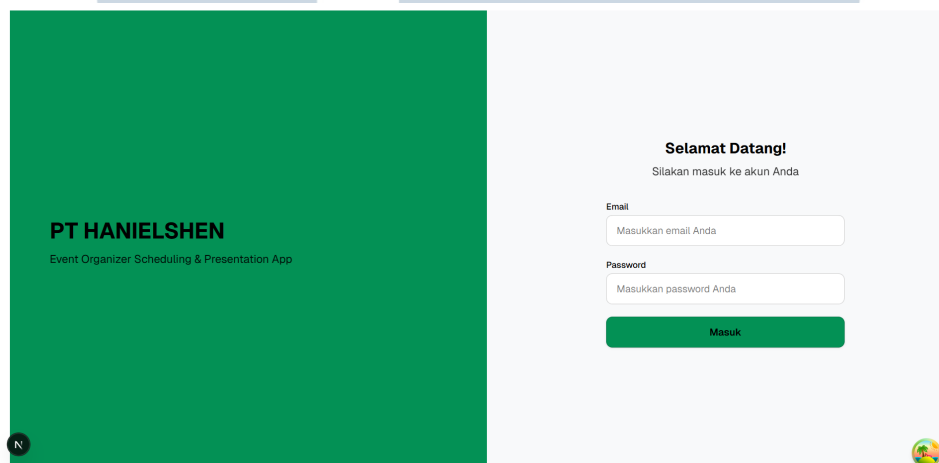 PT HANIELSHEN
Event Organizer Scheduling & Presentation App
Selamat Datang!
Silakan masuk ke akun Anda
Email
Masukkan email Anda
Password
Masukkan password Anda
Masuk
N